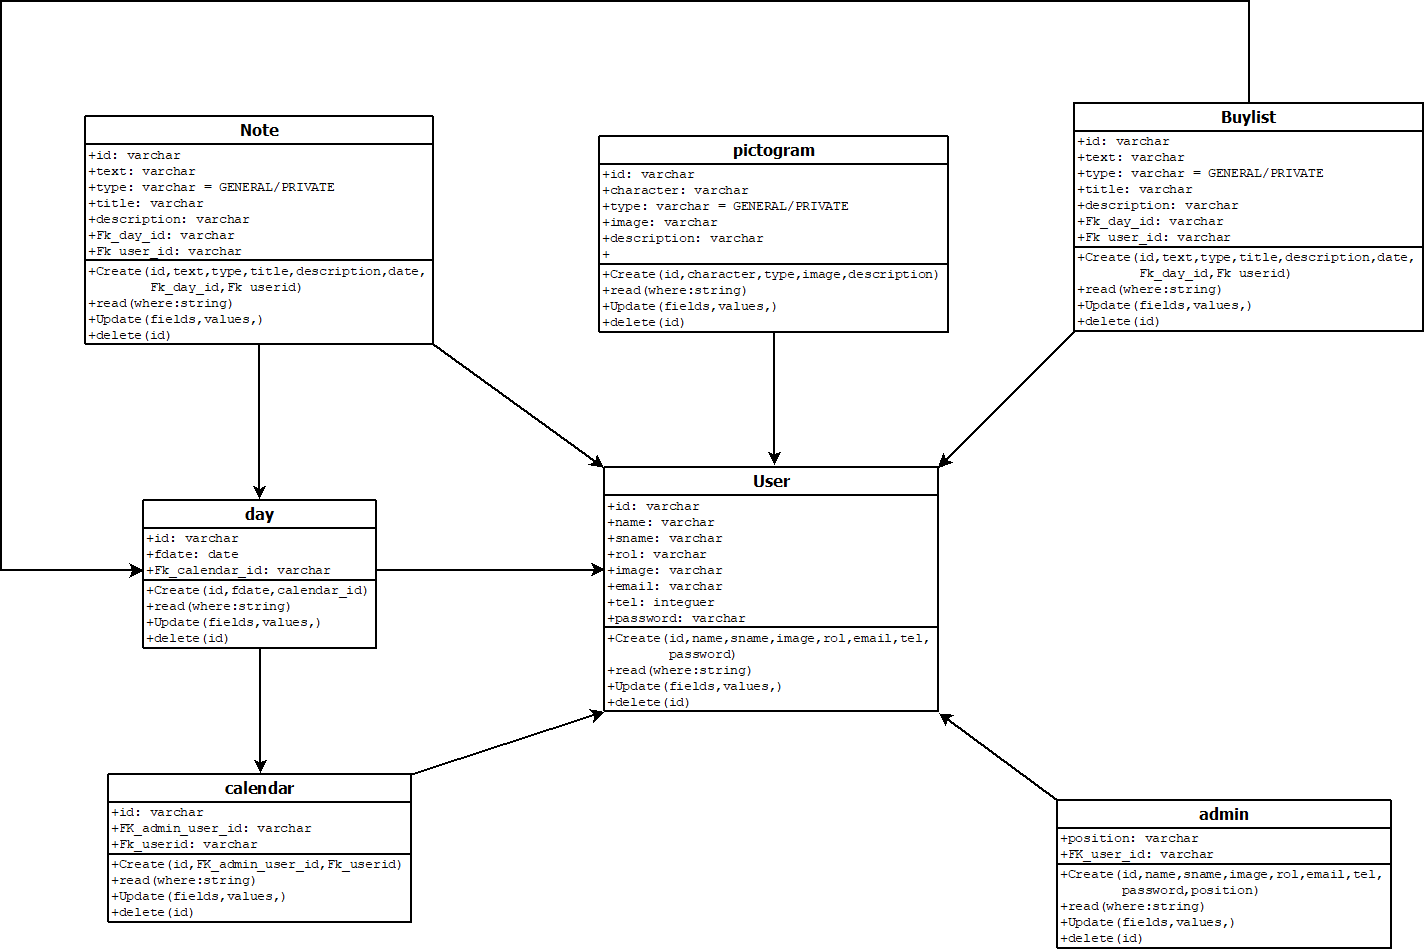 Note
+id: varchar
+text: varchar
+type: varchar = GENERAL/PRIVATE
+title: varchar
+description: varchar
+Fk_day_id: varchar
+Fk user_id: varchar
+Create(id,text,type,title,description,date,
Fk_day_id,Fk userid)
+read(where:string)
+Update(fields,values,)
+delete(id)
pictogram
+id: varchar
+character: varchar
+type: varchar = GENERAL/PRIVATE
+image: varchar
+description: varchar
+
+Create(id,character,type,image,description)
+read(where:string)
+Update(fields,values,)
+delete(id)
Buylist
+id: varchar
+text: varchar
+type: varchar = GENERAL/PRIVATE
+title: varchar
+description: varchar
+Fk_day_id: varchar
+Fk user_id: varchar
+Create(id,text,type,title,description,date,
Fk_day_id,Fk userid)
+read(where:string)
+Update(fields,values,)
+delete(id)
day
+id: varchar
+fdate: date
+Fk_calendar_id: varchar
+Create(id,fdate,calendar_id)
+read(where:string)
+Update(fields,values,)
+delete(id)
User
+id: varchar
+name: varchar
+sname: varchar
+rol: varchar
+image: varchar
+email: varchar
+tel: integuer
+password: varchar
+Create(id,name,sname,image,rol,email,tel,
password)
+read(where:string)
+Update(fields,values,)
+delete(id)
calendar
+id: varchar
+FK_admin_user_id: varchar
+Fk_userid: varchar
+Create(id,FK_admin_user_id,Fk_userid)
+read(where:string)
+Update(fields,values,)
+delete(id)
admin
+position: varchar
+FK_user_id: varchar
+Create(id,name,sname,image,rol,email,tel,
password,position)
+read(where:string)
+Update(fields,values,)
+delete(id)